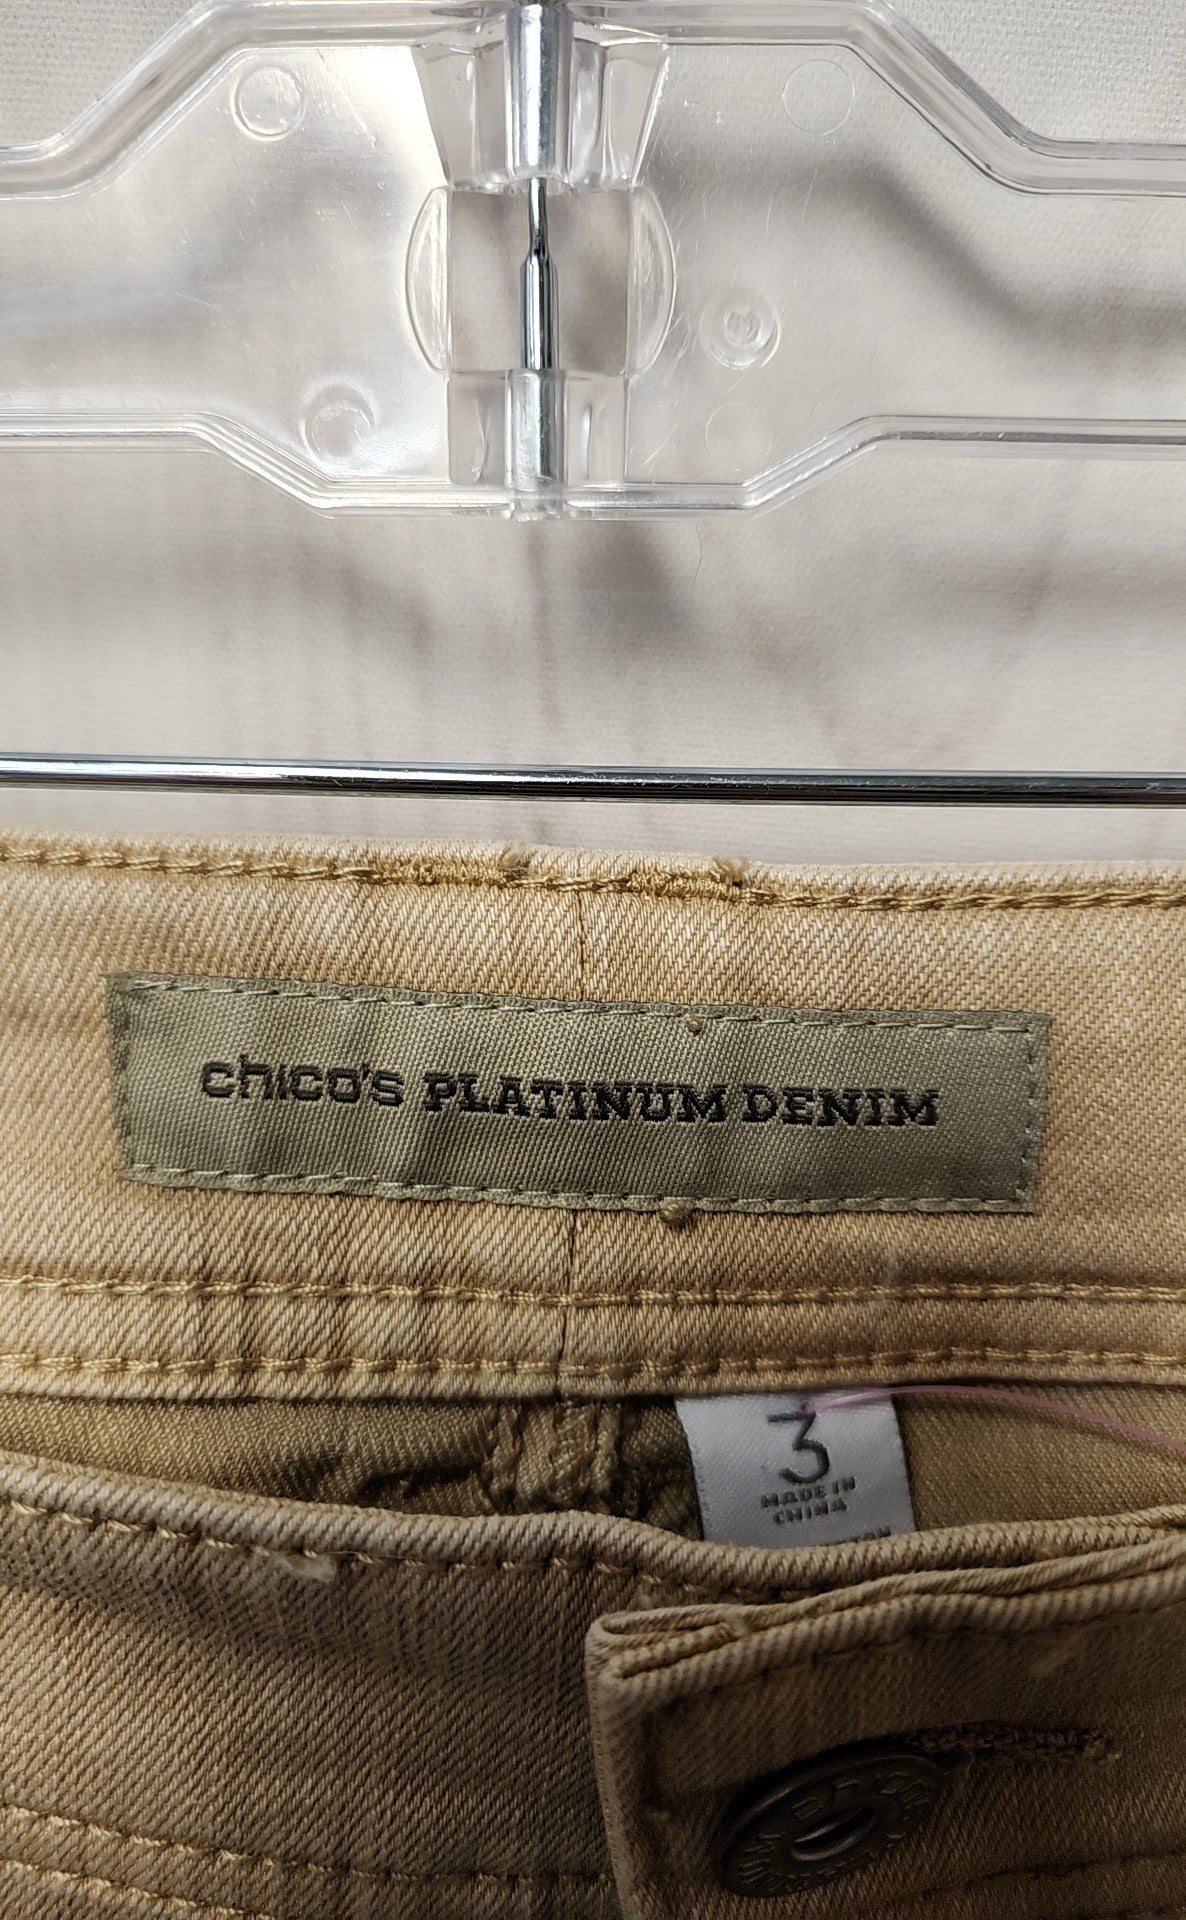 chico's PLATINUM DENIM
3
MADE IN
CHINA